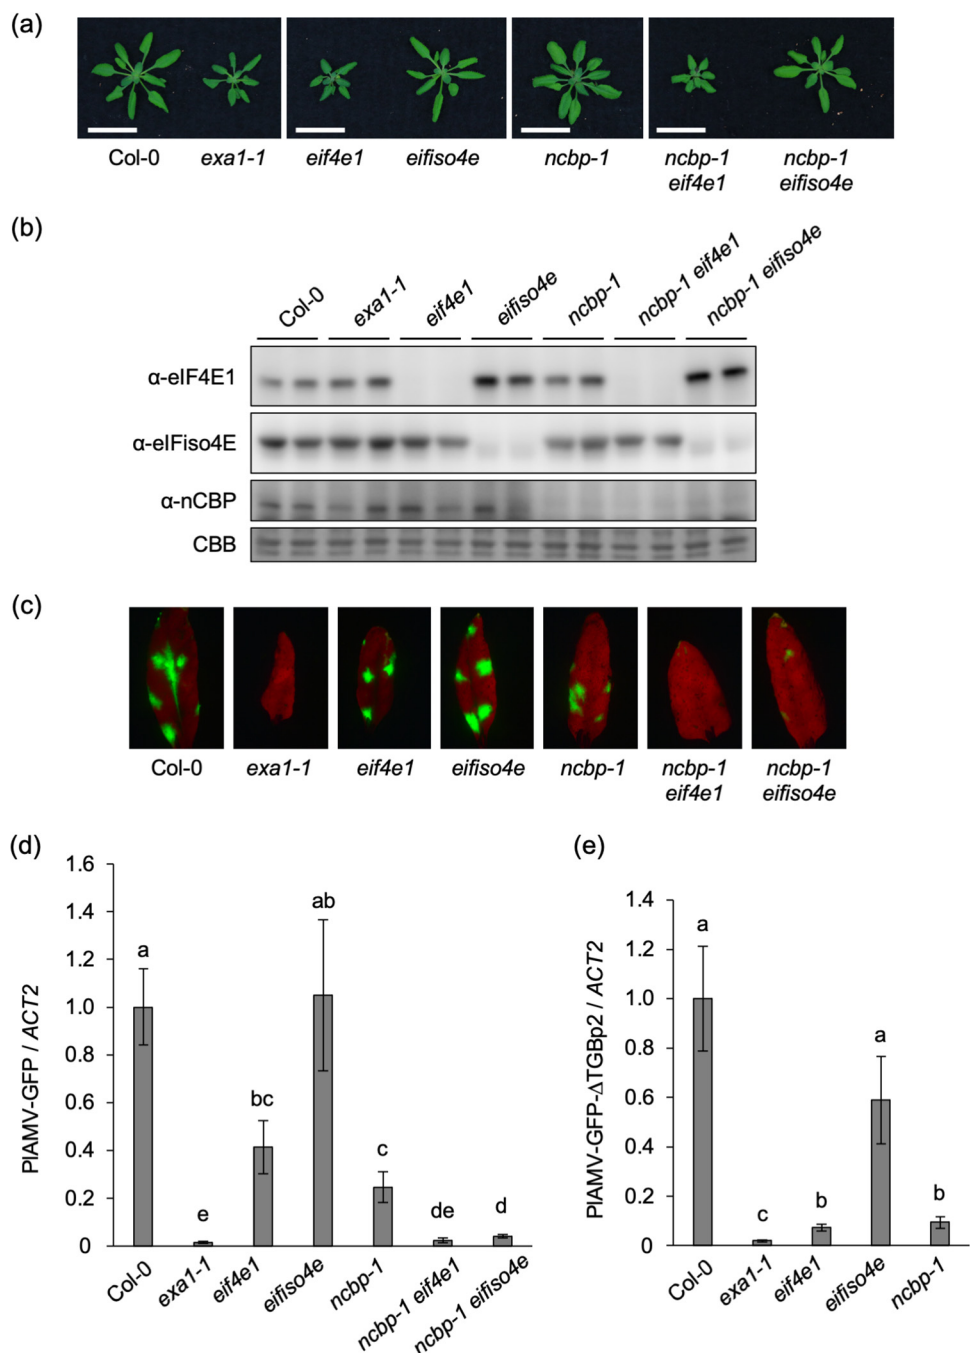 (a)
Col-0 exa1-1 eif4e1 eifiso4e ncbp-1 ncbp-1 ncbp-1
eif4e1 eifiso4e
(b)
Col-0 exa1-1 eif4e1 eifiso4e ncbp-1 ncbp-1 eif4e1 ncbp-1 eifiso4e
α-eIF4E1
α-eIFiso4E
α-nCBP
CBB
(c)
Col-0 exa1-1 eif4e1 eifiso4e ncbp-1 ncbp-1 ncbp-1
eif4e1 eifiso4e
(d)
PlAMV-GFP / ACT2
1.6
1.4
1.2
1.0
0.8
0.6
0.4
0.2
0
a e bc ab c de d
Col-0 exa1-1 eif4e1 eifiso4e ncbp-1 ncbp-1 eif4e1 ncbp-1 eifiso4e
(e)
PlAMV-GFP-ΔTGBp2 / ACT2
1.4
1.2
1.0
0.8
0.6
0.4
0.2
0
a c b a b
Col-0 exa1-1 eif4e1 eifiso4e ncbp-1